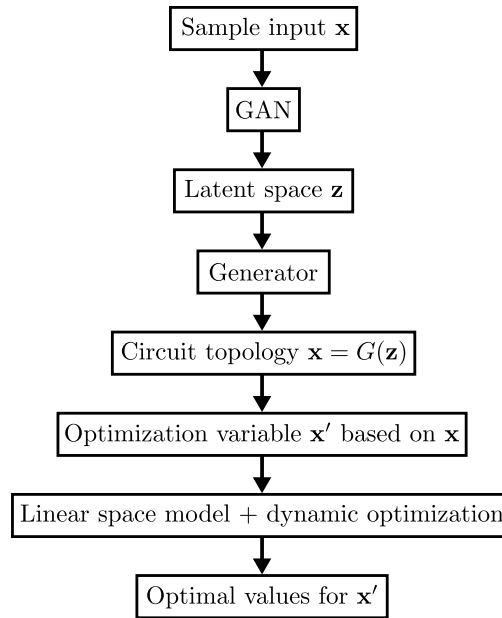 Sample input x
GAN
Latent space z
Generator
Circuit topology x = G(z)
Optimization variable x′ based on x
Linear space model + dynamic optimization
Optimal values for x′